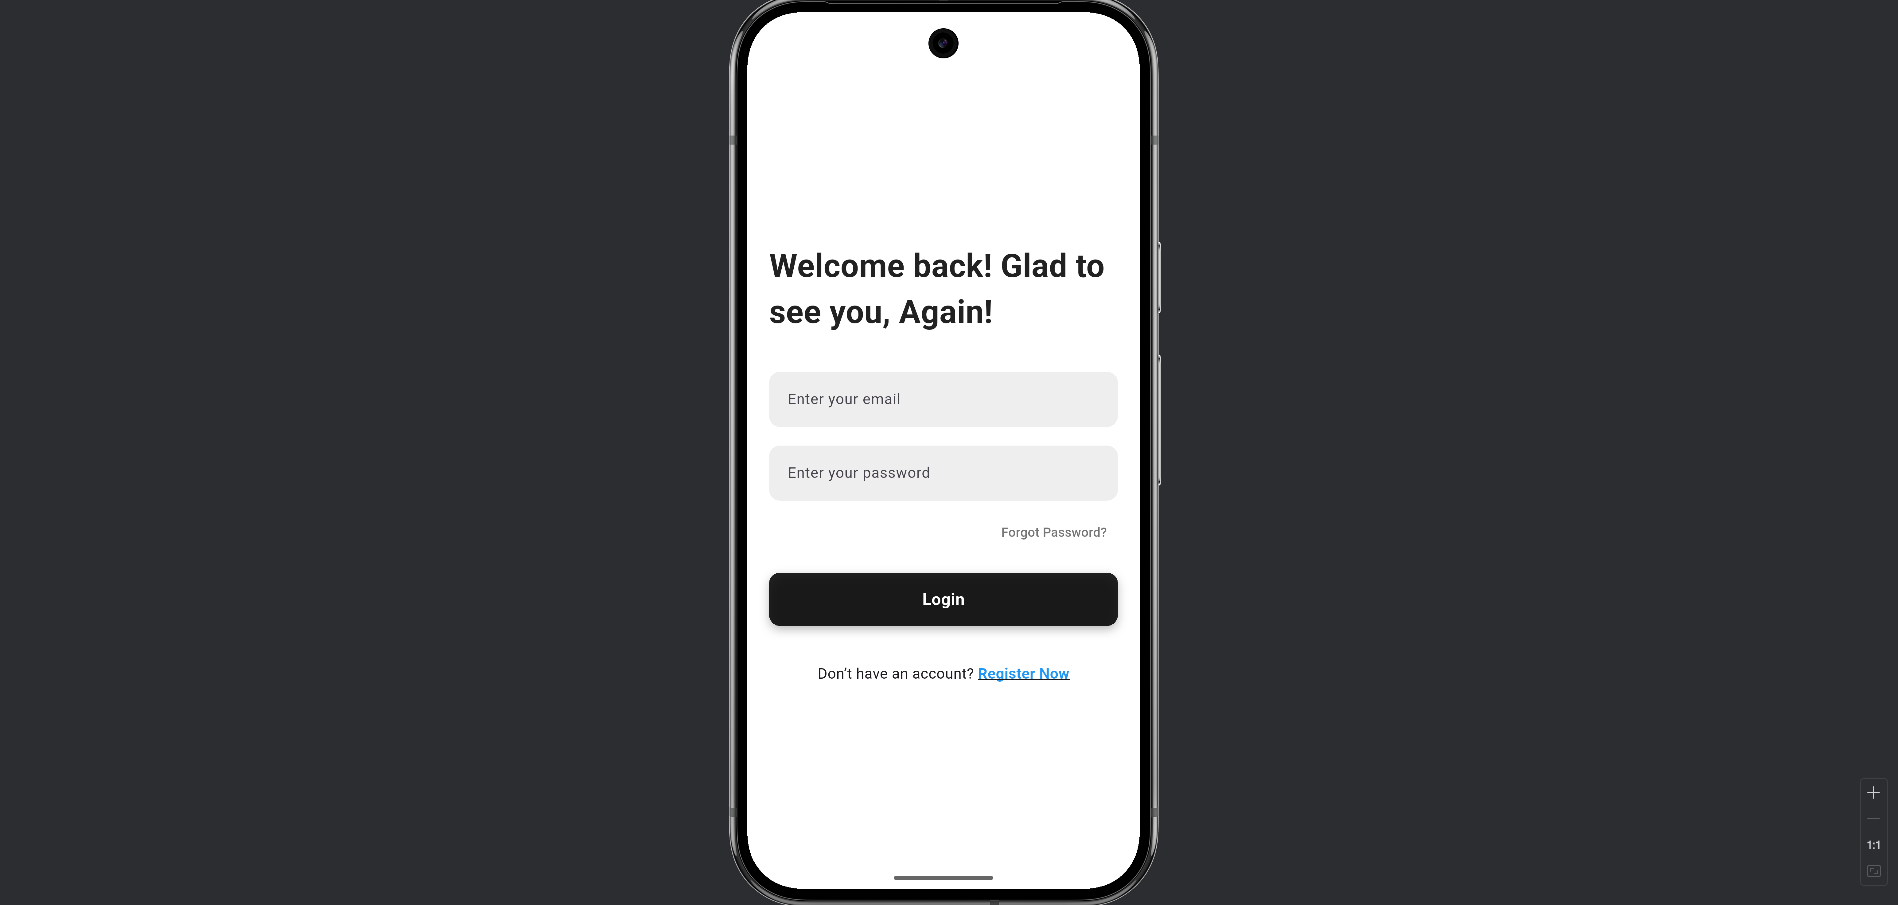 Welcome back! Glad to
see you, Again!
Enter your email
Enter your password
Forgot Password?
Login
Don't have an account? Register Now
1:1